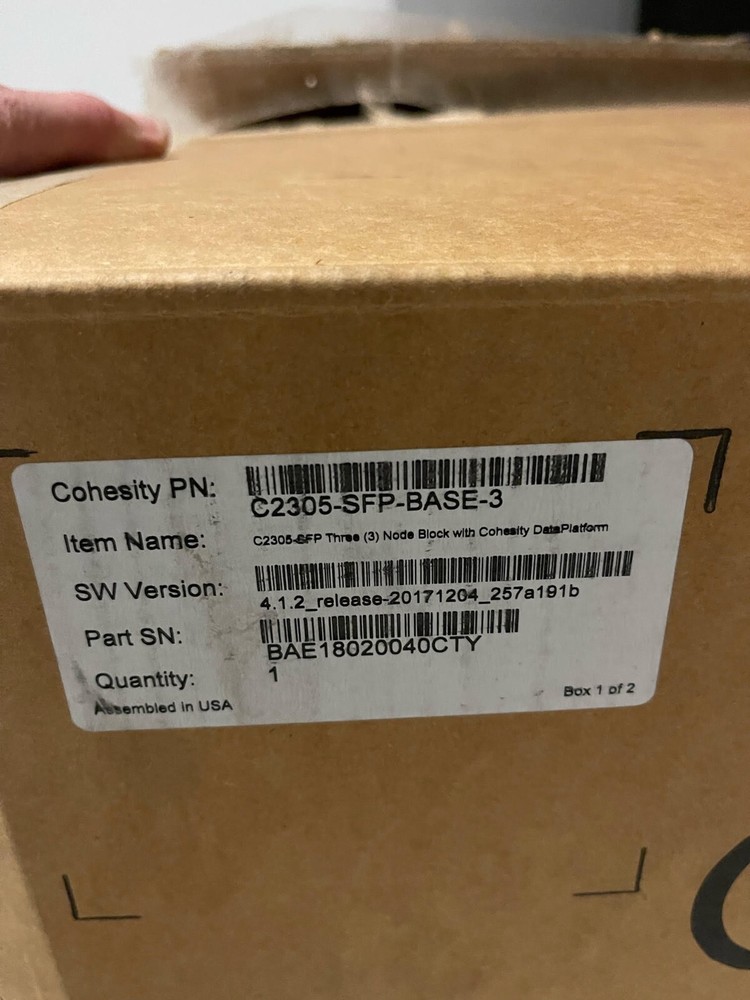 Cohesity PN:
C2305-SFP-BASE-3
Item Name: C2305-SFP Three (3) Node Block with Cohesity DataPlatform
SW Version:
4.1.2_release-20171204_257a191b
Part SN:
BAE18020040CTY
Quantity: 1
Assembled in USA
Box 1 of 2